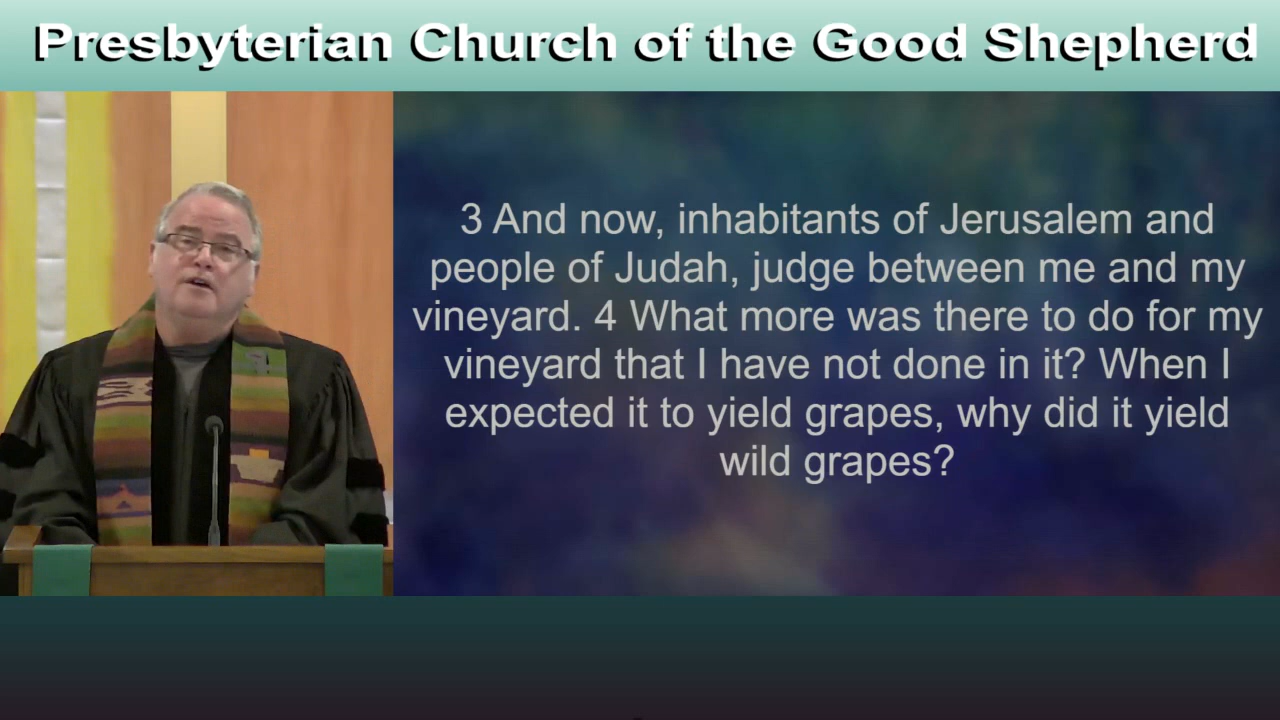 Presbyterian Church of the Good Shepherd
3 And now, inhabitants of Jerusalem and
people of Judah, judge between me and my
vineyard. 4 What more was there to do for my
vineyard that I have not done in it? When I
expected it to yield grapes, why did it yield
wild grapes?